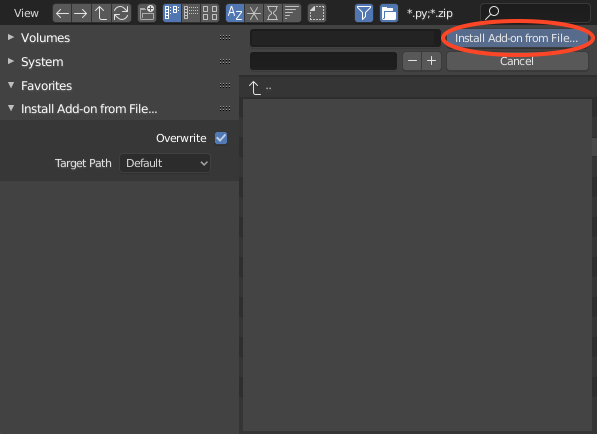 View
*.py;*.zip
Volumes
Install Add-on from File...
System
Cancel
Favorites
..
Install Add-on from File...
Overwrite
Target Path Default